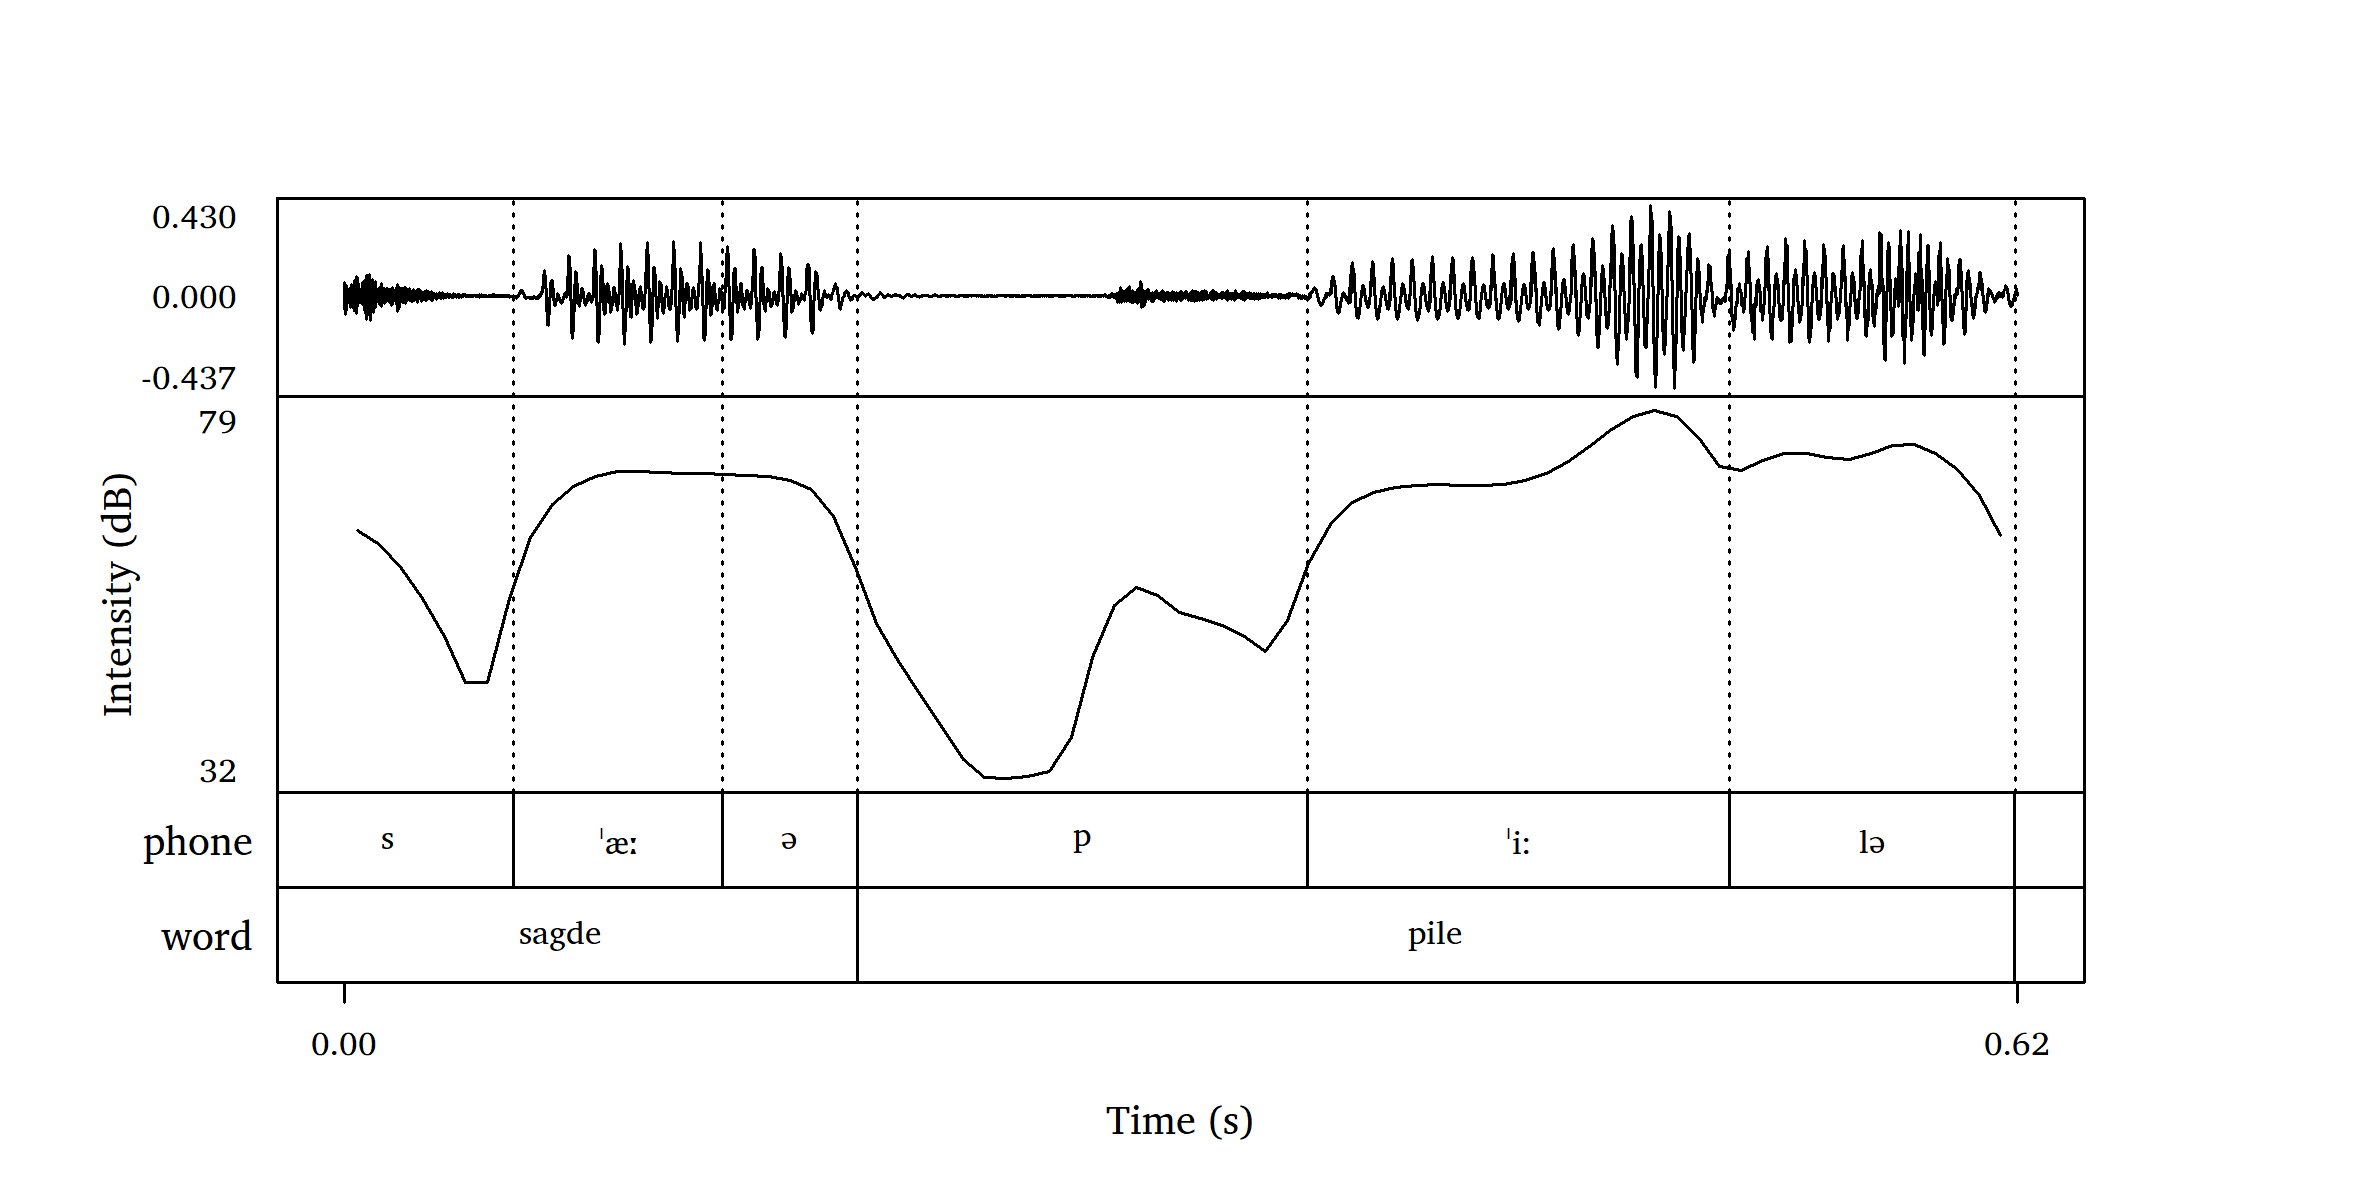 0.430
0.000
-0.437
79
Intensity (dB)
32
phone s ˈæː ə p ˈi: lə
word sagde pile
0.00 0.62
Time (s)